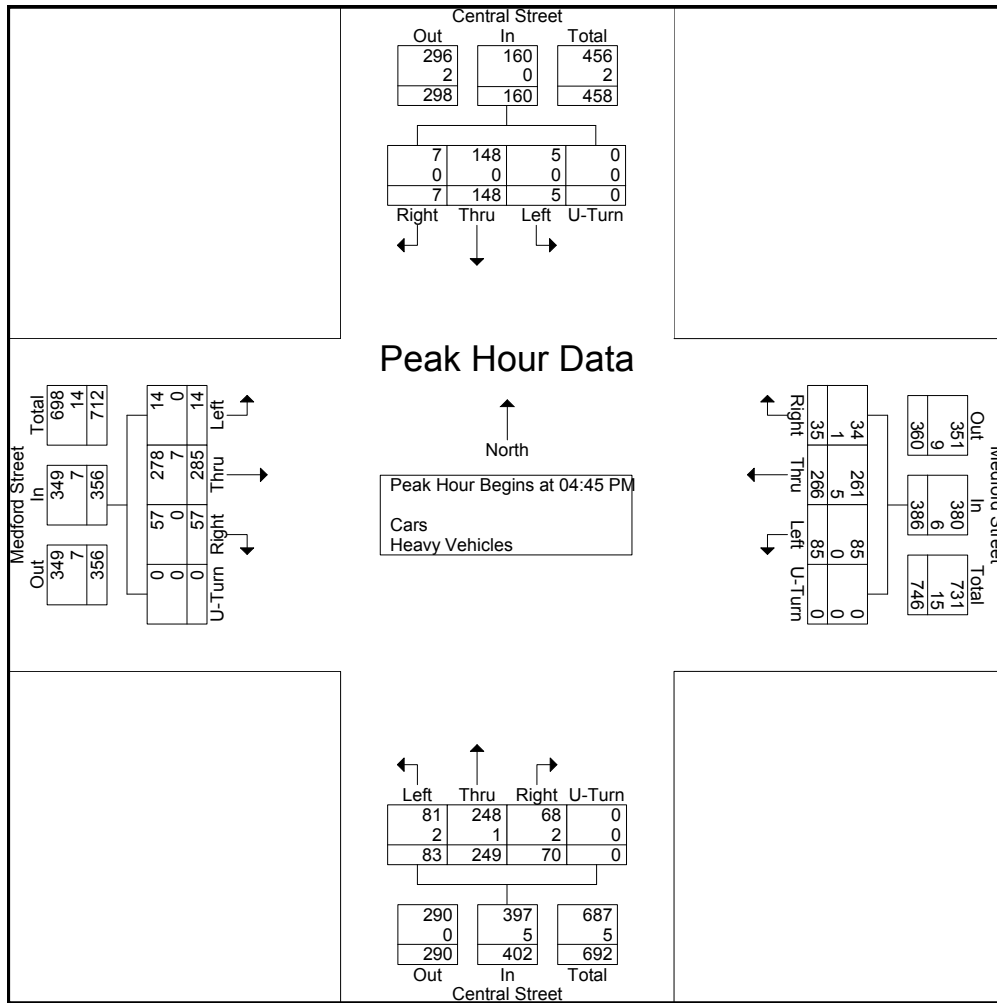 Central Street
Out In Total
296 160 456
2 0 2
298 160 458
7 148 5 0
0 0 0 0
7 148 5 0
Right Thru Left U-Turn
Peak Hour Data
North
Peak Hour Begins at 04:45 PM
Cars
Heavy Vehicles
Medford Street
Total In Out
698 349 349
14 7 7
712 356 356
14 278 57 0
0 7 0 0
14 285 57 0
Left Thru Right U-Turn
Medford Street
Out In Total
351 380 731
9 6 15
360 386 746
34 261 85 0
1 5 0 0
35 266 85 0
Right Thru Left U-Turn
Left Thru Right U-Turn
81 248 68 0
2 1 2 0
83 249 70 0
290 397 687
0 5 5
290 402 692
Out In Total
Central Street